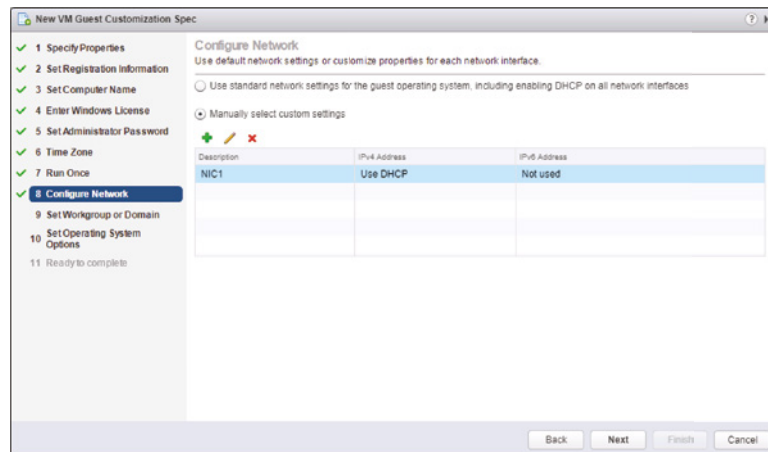 New VM Guest Customization Spec
1 Specify Properties
2 Set Registration Information
3 Set Computer Name
4 Enter Windows License
5 Set Administrator Password
6 Time Zone
7 Run Once
8 Configure Network
9 Set Workgroup or Domain
10 Set Operating System
Options
11 Ready to complete
Configure Network
Use default network settings or customize properties for each network interface.
Use standard network settings for the guest operating system, including enabling DHCP on all network interfaces
Manually select custom settings
Description IPv4 Address IPv6 Address
NIC1 Use DHCP Not used
Back Next Finish Cancel